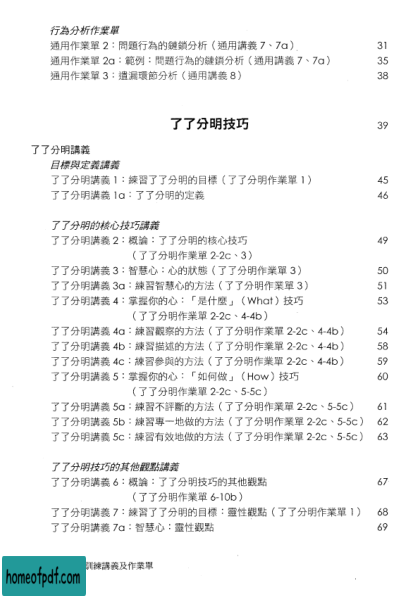 行為分析作業單
通用作業單 2：問題行為的鏈鎖分析（通用講義 7、7a） 31
通用作業單 2a：範例：問題行為的鏈鎖分析（通用講義 7、7a） 35
通用作業單 3：遺漏環節分析（通用講義 8） 38
了了分明技巧 39
了了分明講義
目標與定義講義
了了分明講義 1：練習了了分明的目標（了了分明作業單 1） 45
了了分明講義 1a：了了分明的定義 46
了了分明的核心技巧講義
了了分明講義 2：概論：了了分明的核心技巧 49
（了了分明作業單 2-2c、3）
了了分明講義 3：智慧心：心的狀態（了了分明作業單 3） 50
了了分明講義 3a：練習智慧心的方法（了了分明作業單 3） 51
了了分明講義 4：掌握你的心：「是什麼」（What）技巧 53
（了了分明作業單 2-2c、4-4b）
了了分明講義 4a：練習觀察的方法（了了分明作業單 2-2c、4-4b） 54
了了分明講義 4b：練習描述的方法（了了分明作業單 2-2c、4-4b） 58
了了分明講義 4c：練習參與的方法（了了分明作業單 2-2c、4-4b） 59
了了分明講義 5：掌握你的心：「如何做」（How）技巧 60
（了了分明作業單 2-2c、5-5c）
了了分明講義 5a：練習不評斷的方法（了了分明作業單 2-2c、5-5c） 61
了了分明講義 5b：練習專一地做的方法（了了分明作業單 2-2c、5-5c） 62
了了分明講義 5c：練習有效地做的方法（了了分明作業單 2-2c、5-5c） 63
了了分明技巧的其他觀點講義
了了分明講義 6：概論：了了分明技巧的其他觀點 67
（了了分明作業單 6-10b）
了了分明講義 7：練習了了分明的目標：靈性觀點（了了分明作業單 1） 68
了了分明講義 7a：智慧心：靈性觀點 69
訓練講義及作業單
homeofpdf.com